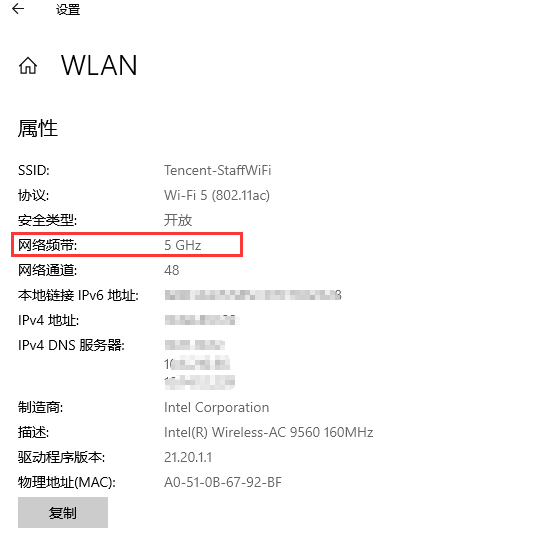 设置
WLAN
属性
SSID: Tencent-StaffWiFi
协议: Wi-Fi 5 (802.11ac)
安全类型: 开放
网络频带: 5 GHz
网络通道: 48
本地链接 IPv6 地址:
IPv4 地址:
IPv4 DNS 服务器:
制造商: Intel Corporation
描述: Intel(R) Wireless-AC 9560 160MHz
驱动程序版本: 21.20.1.1
物理地址(MAC): A0-51-0B-67-92-BF
复制